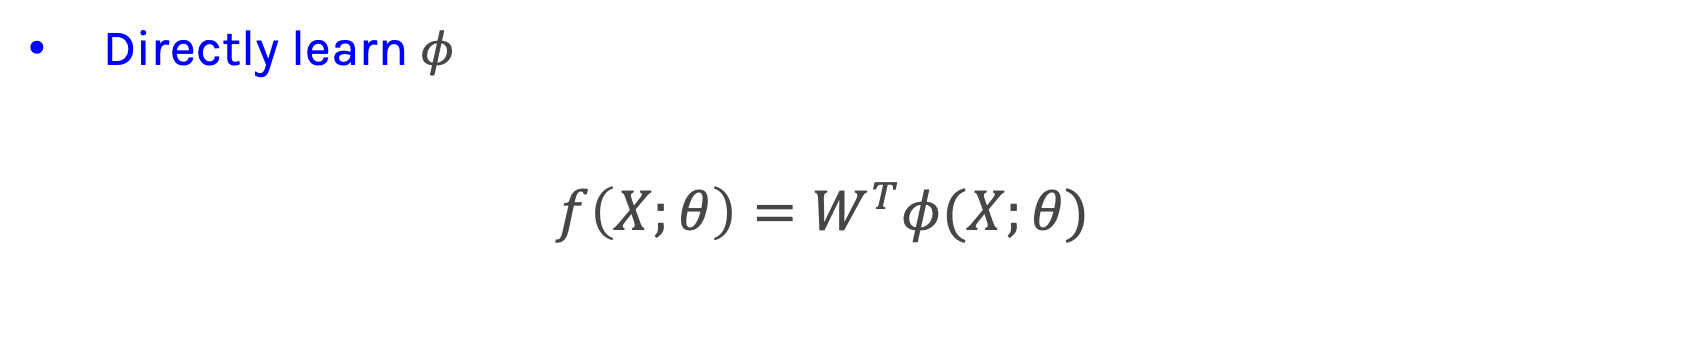 • Directly learn ϕ
f(X; θ) = W^T ϕ(X; θ)